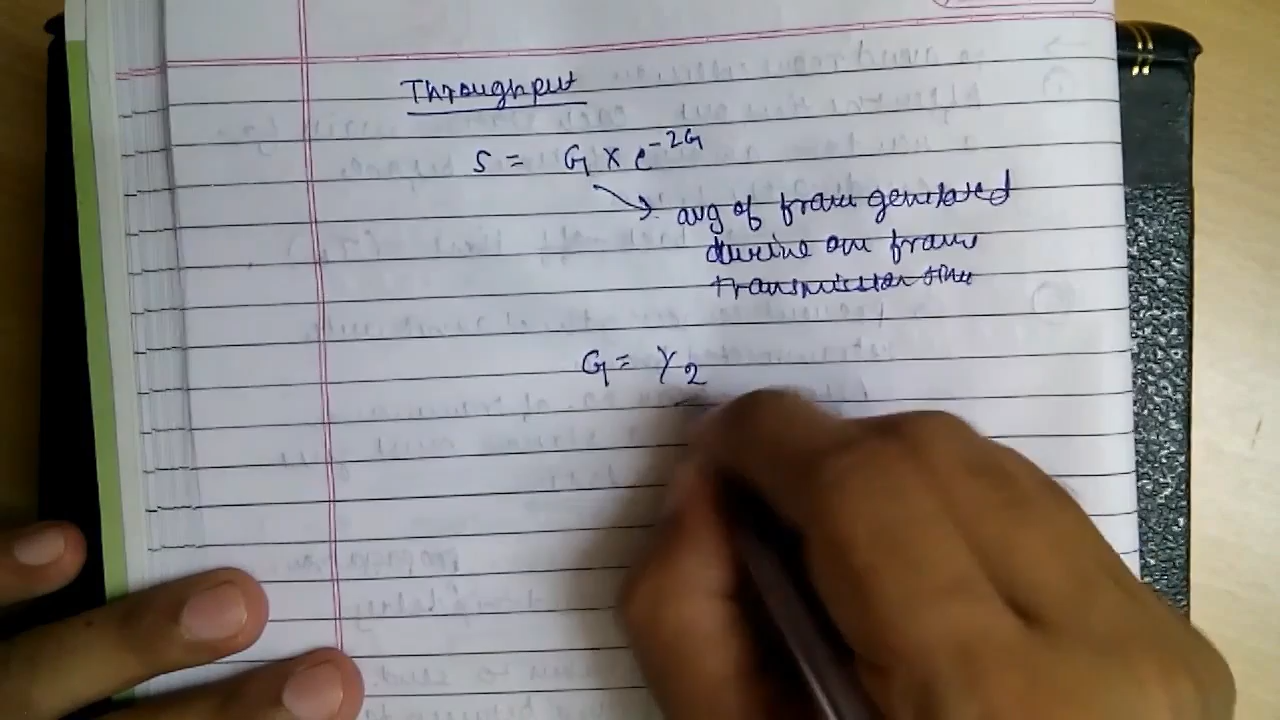 Throughput
S = G × e^-2G
→ avg of frame generated
during one frame
transmission time
G = 1/2